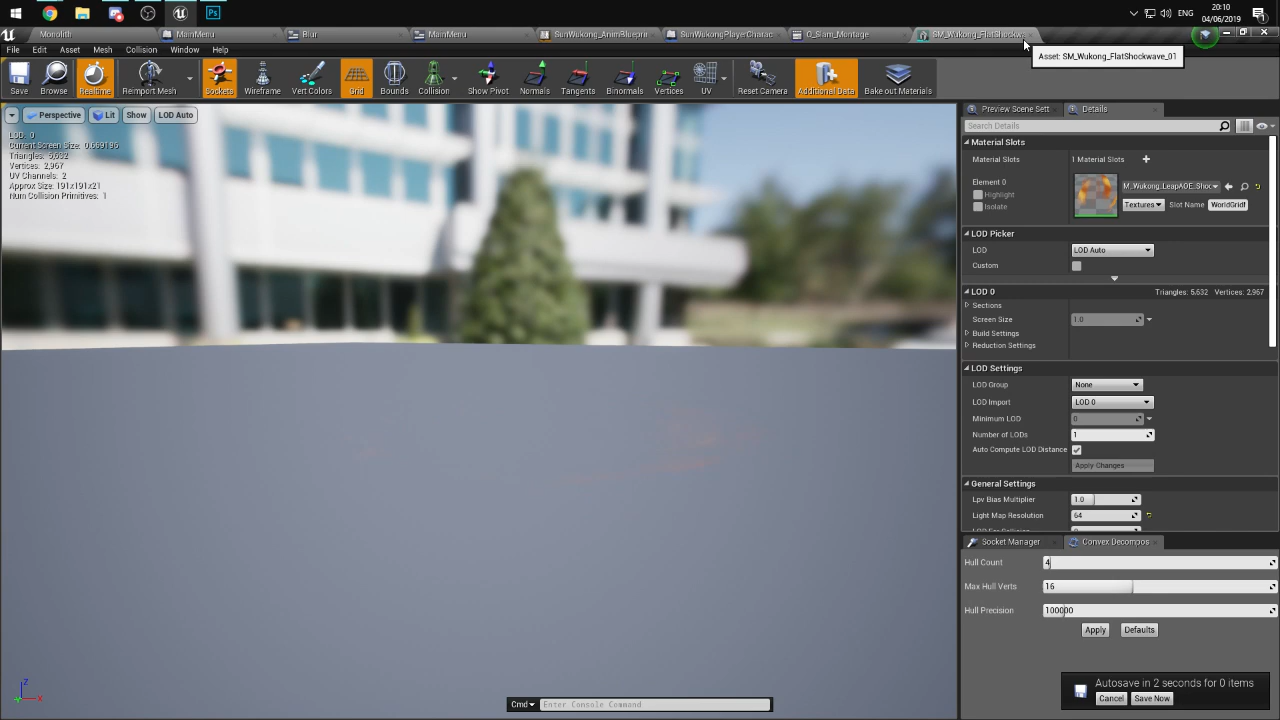 20:10
ENG
04/06/2019
Monolith
MainMenu
Blur
MainMenu
SunWukong_AnimBluepri
SunWukongPlayerCharac
Q_Slam_Montage
SM_Wukong_FlatShockwa
Asset: SM_Wukong_FlatShockwave_01
File Edit Asset Mesh Collision Window Help
Save Browse Realtime Reimport Mesh Sockets Wireframe Vert Colors Grid Bounds Collision Show Pivot Normals Tangents Binormals Vertices UV Reset Camera Additional Data Bake out Materials
Perspective Lit Show LOD Auto
LOD: 0
Current Screen Size: 0,669196
Triangles: 5,632
Vertices: 2,967
UV Channels: 2
Approx Size: 191x191x21
Num Collision Primitives: 1
Preview Scene Sett Details
Search Details
Material Slots
Material Slots 1 Material Slots
Element 0
Highlight
Isolate
M_Wukong_LeapAOE_Shoc
Textures Slot Name WorldGridI
LOD Picker
LOD LOD Auto
Custom
LOD 0 Triangles: 5,632 Vertices: 2,967
Sections
Screen Size 1.0
Build Settings
Reduction Settings
LOD Settings
LOD Group None
LOD Import LOD 0
Minimum LOD 0
Number of LODs 1
Auto Compute LOD Distance
Apply Changes
General Settings
Lpv Bias Multiplier 1.0
Light Map Resolution 64
Socket Manager Convex Decompos
Hull Count 4
Max Hull Verts 16
Hull Precision 100000
Apply Defaults
Autosave in 2 seconds for 0 items
Cancel Save Now
Z
X
Cmd Enter Console Command